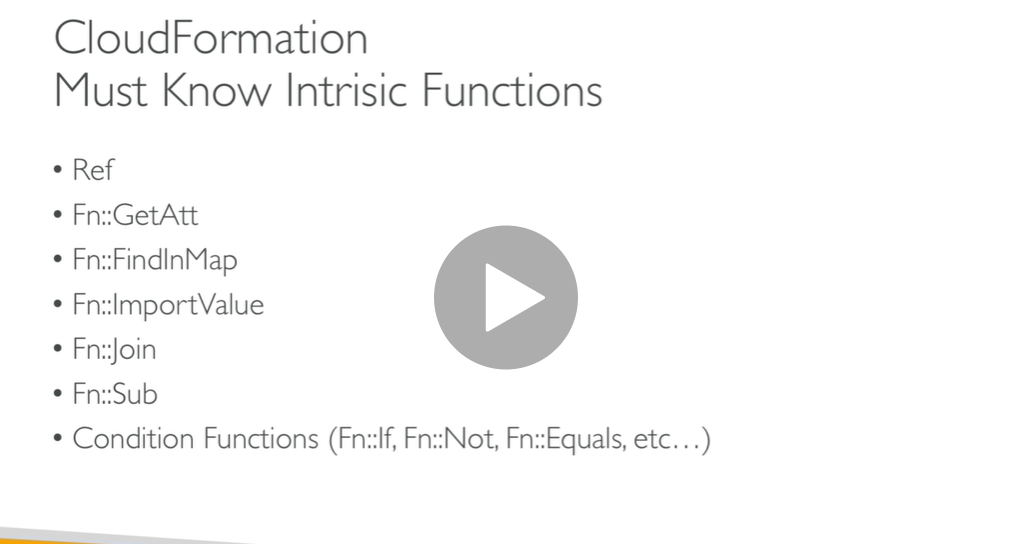 CloudFormation
Must Know Intrisic Functions
• Ref
• Fn::GetAtt
• Fn::FindInMap
• Fn::ImportValue
• Fn::Join
• Fn::Sub
• Condition Functions (Fn::If, Fn::Not, Fn::Equals, etc…)